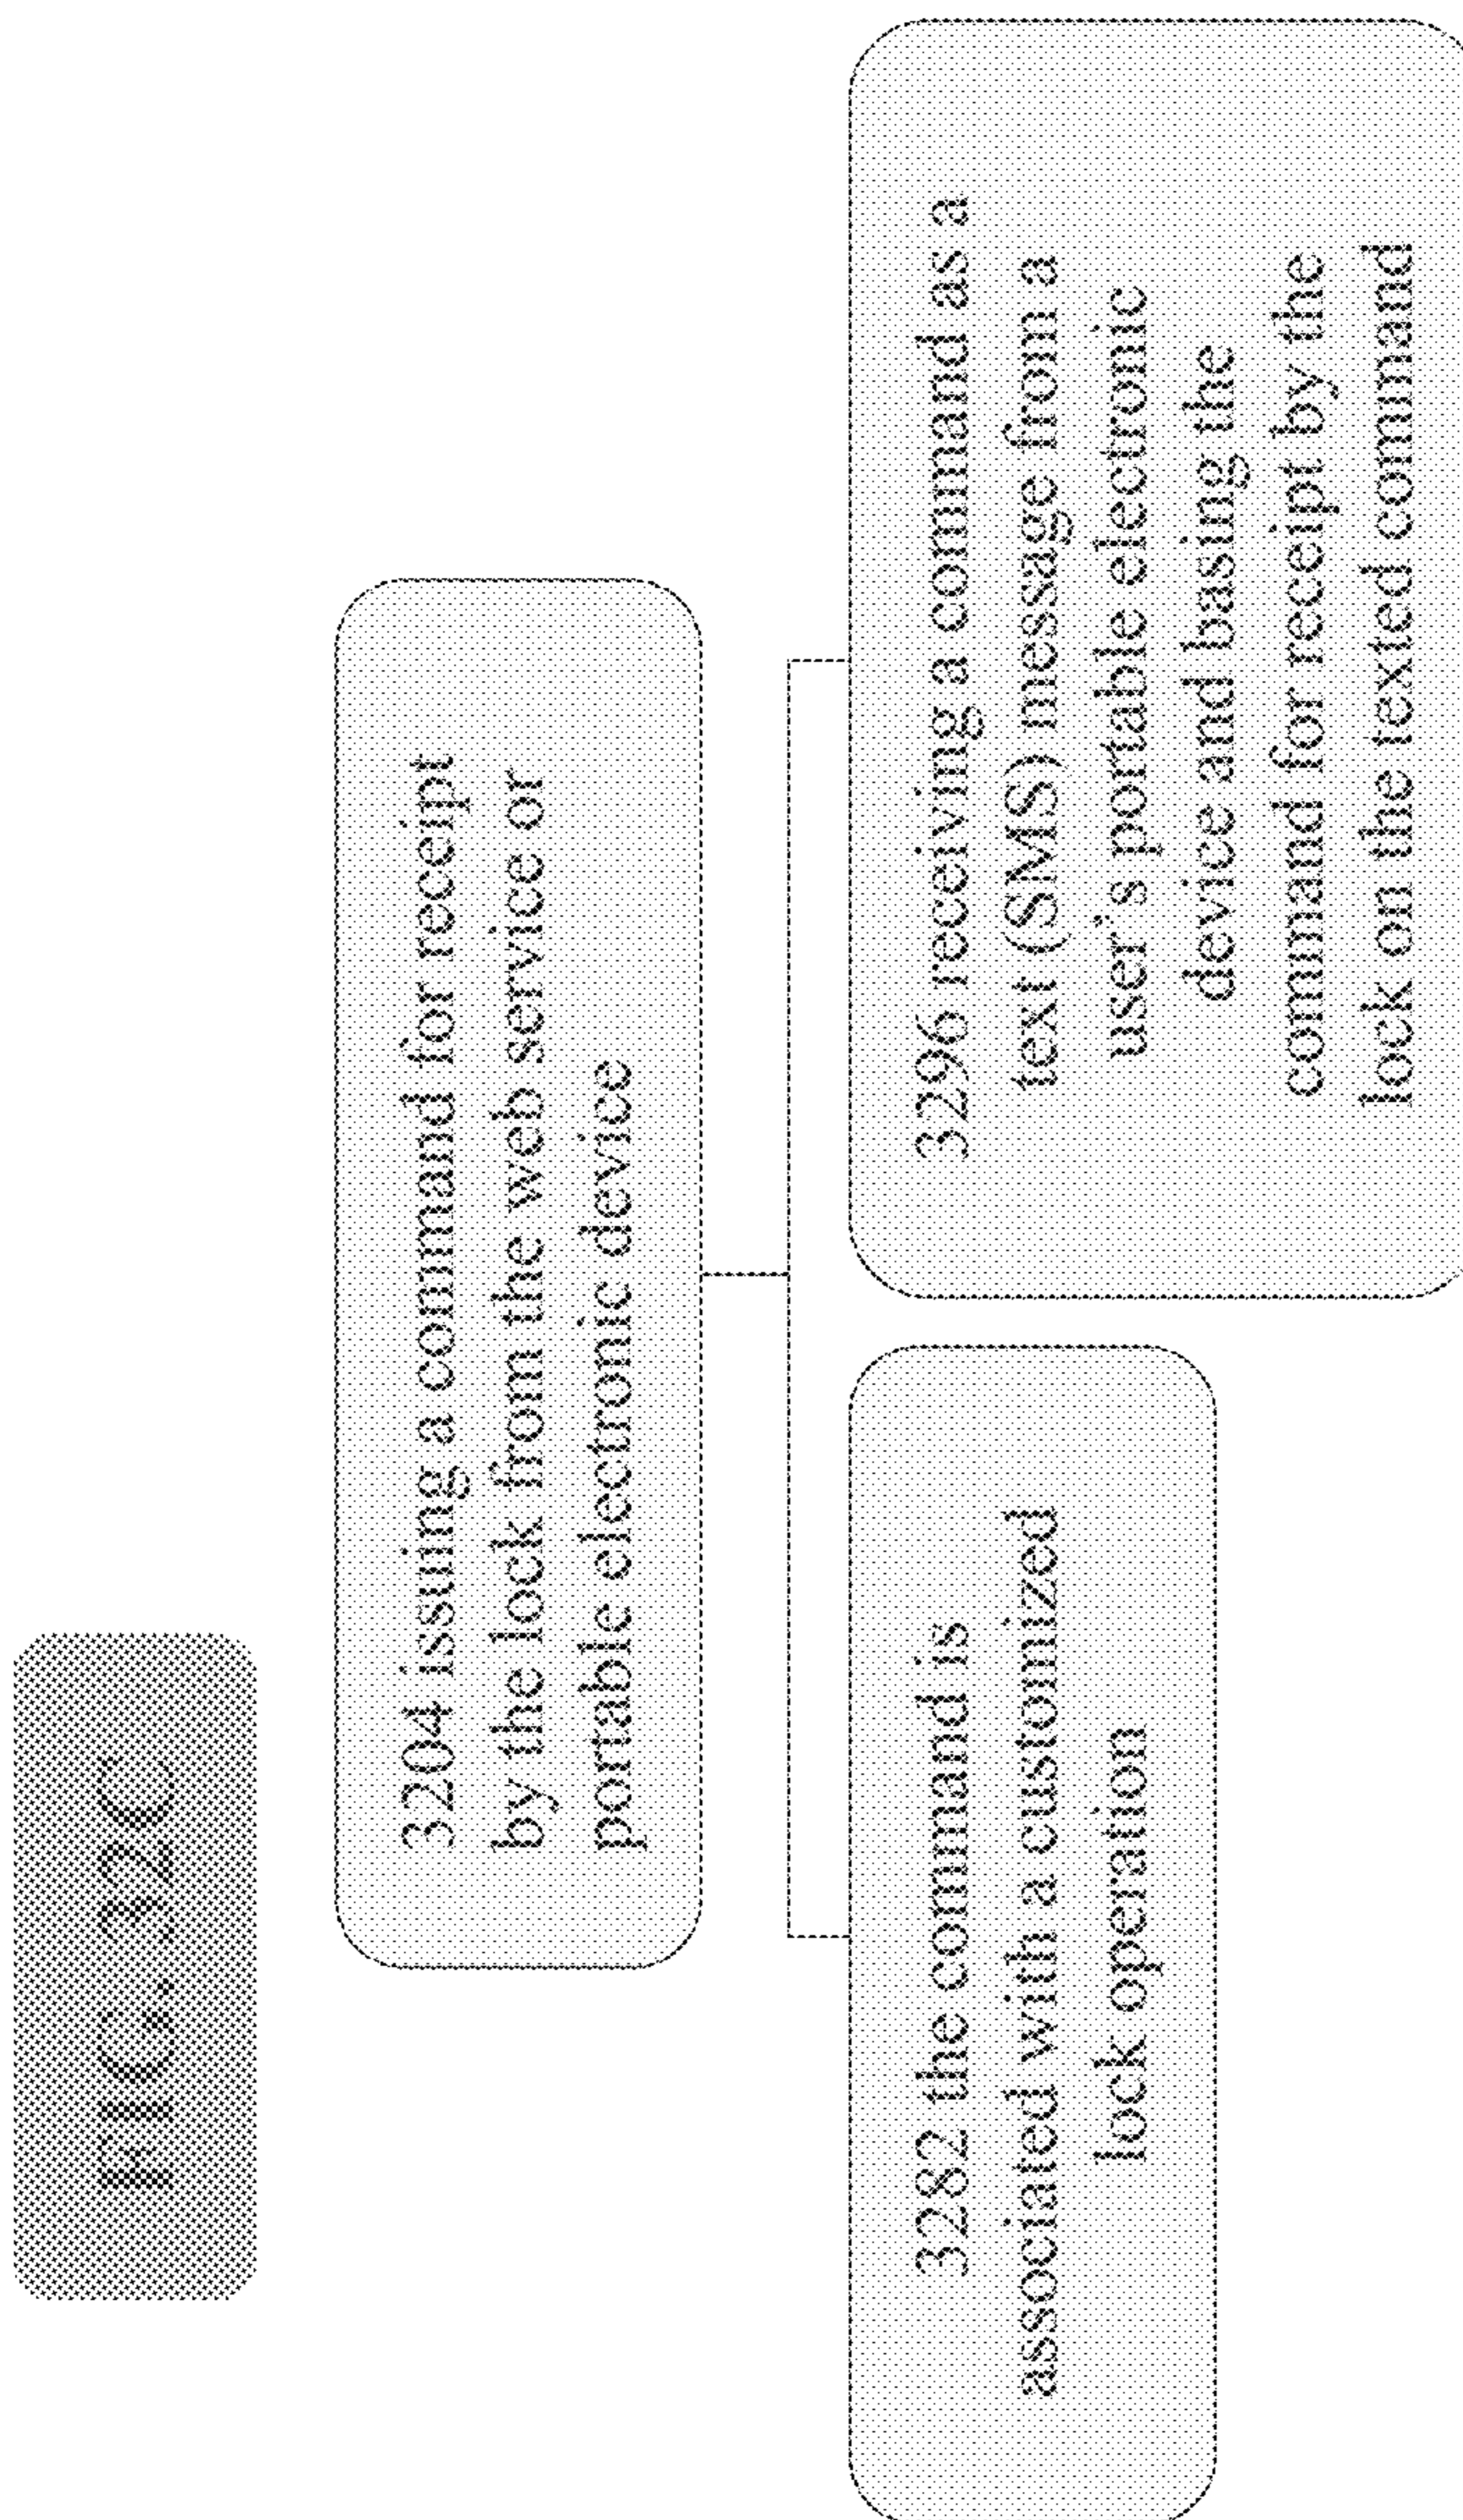 FIG. 12C
3204 issuing a command for receipt
by the lock from the web service or
portable electronic device
3282 the command is
associated with a customized
lock operation
3296 receiving a command as a
text (SMS) message from a
user's portable electronic
device and basing the
command for receipt by the
lock on the texted command